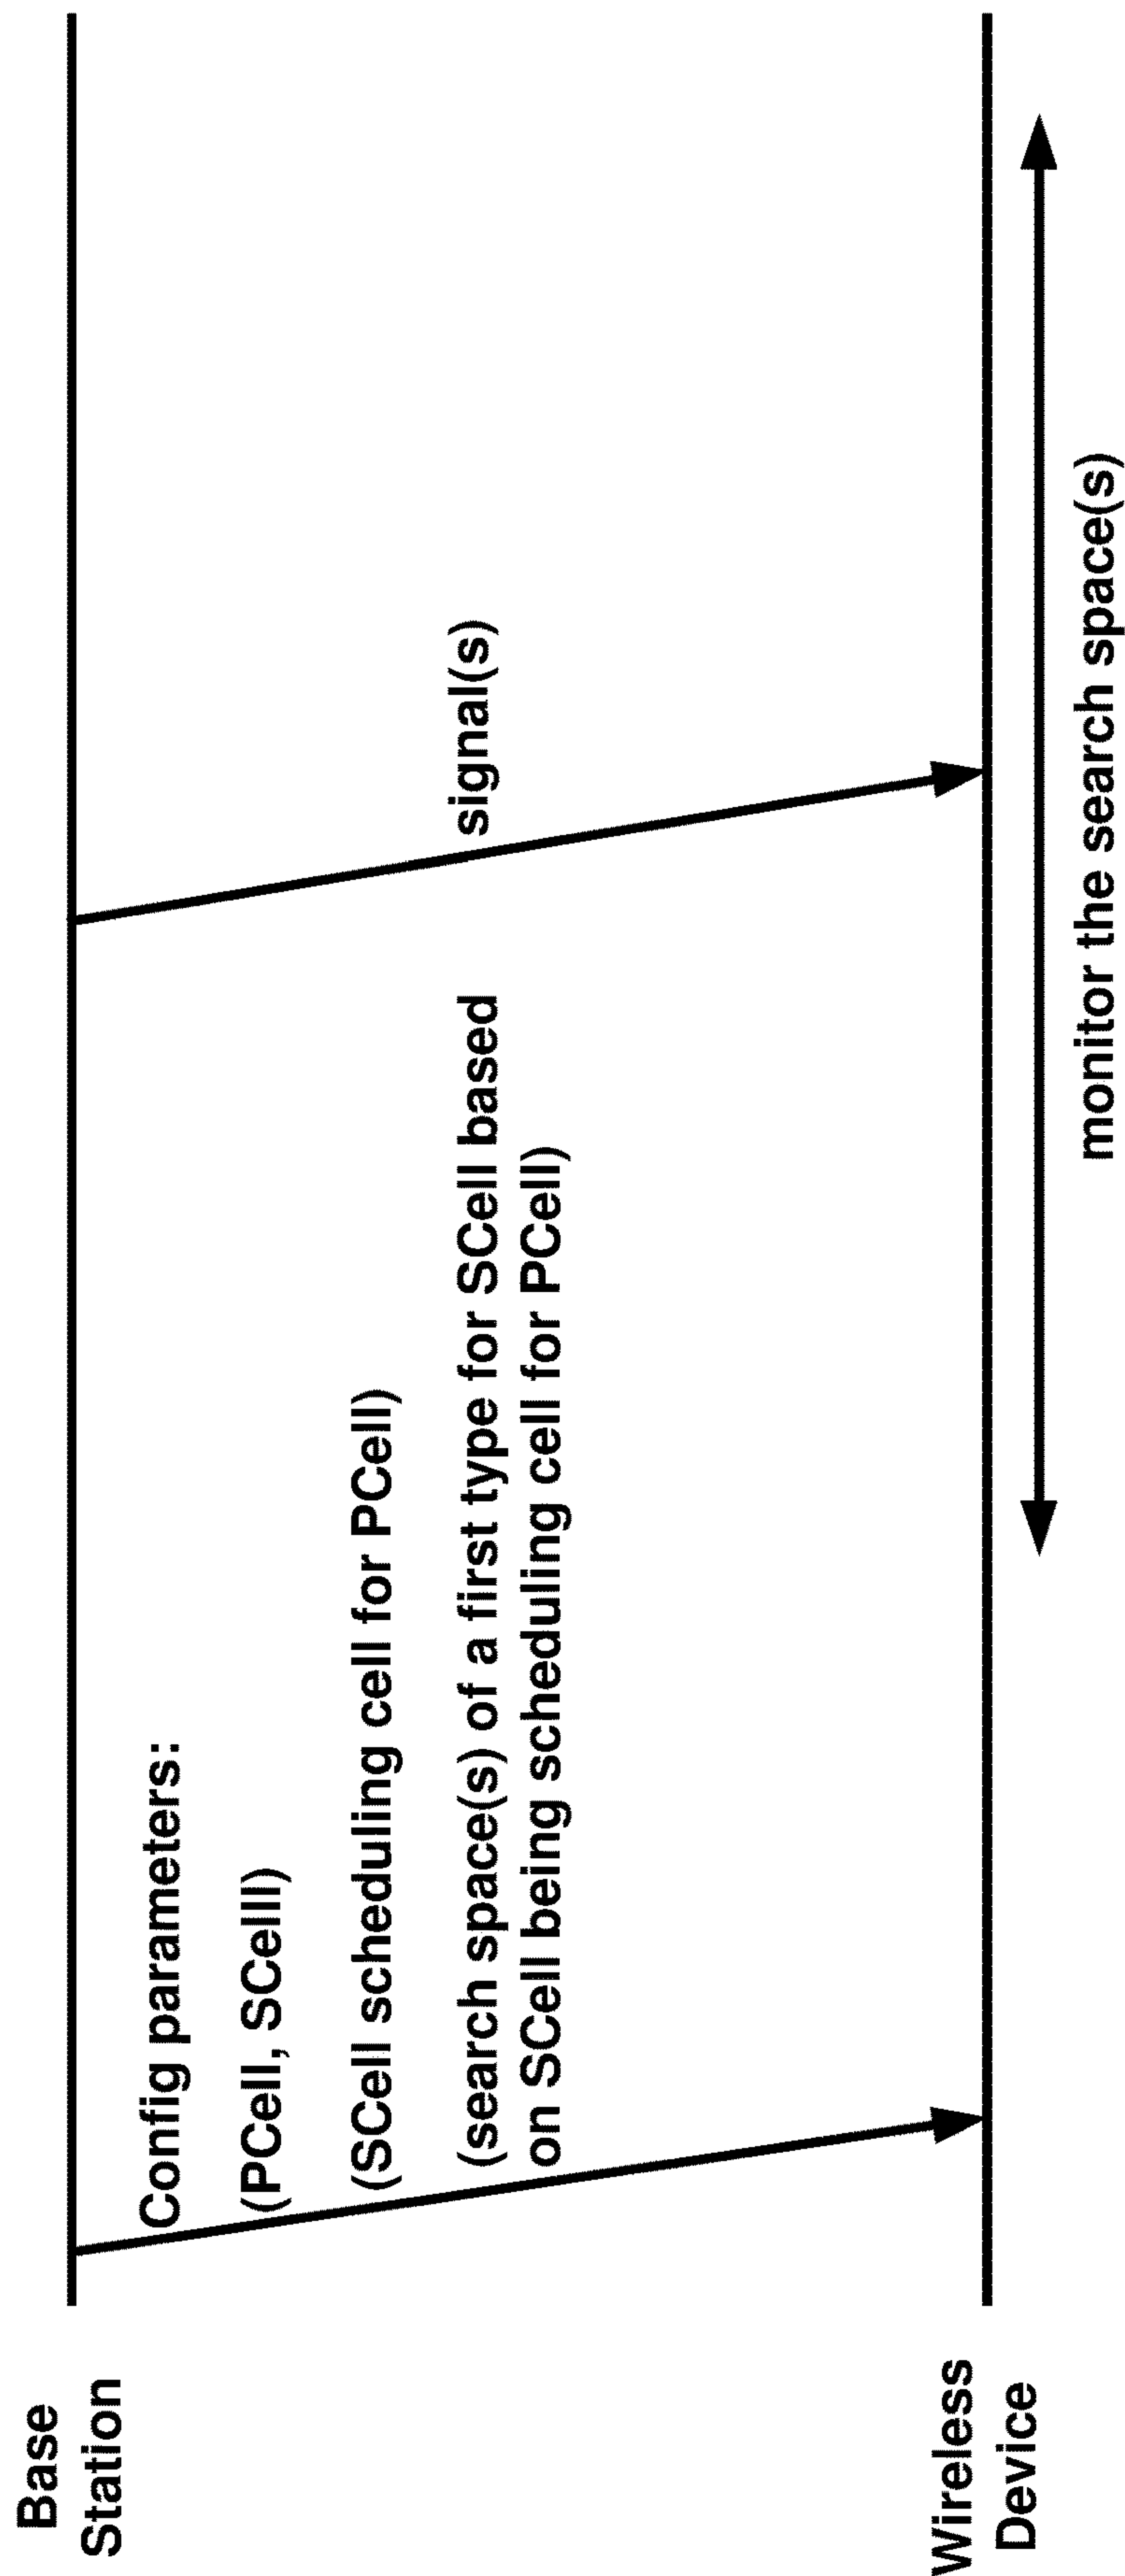 Base
Station
Config parameters:
(PCell, SCelll)
(SCell scheduling cell for PCell)
(search space(s) of a first type for SCell based
on SCell being scheduling cell for PCell)
signal(s)
Wireless
Device
monitor the search space(s)